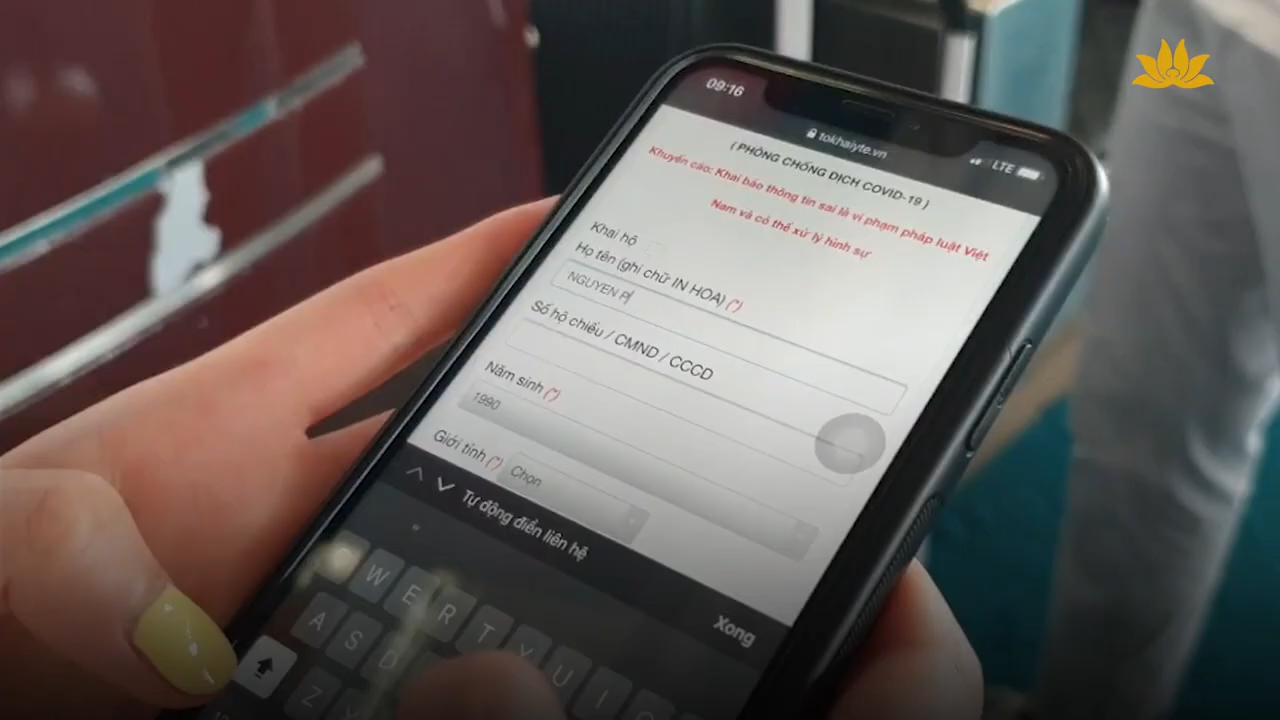 09:16
tokhaiyte.vn
LTE
( PHÒNG CHỐNG DỊCH COVID-19 )
Khuyến cáo: Khai báo thông tin sai là vi phạm pháp luật Việt
Nam và có thể xử lý hình sự
Khai hộ
Họ tên (ghi chữ IN HOA) (*)
NGUYEN P
Số hộ chiếu / CMND / CCCD
Năm sinh (*)
1990
Giới tính (*) Chọn
Tự động điền liên hệ
Xong
W E R T Y U I O
A S D
Z X